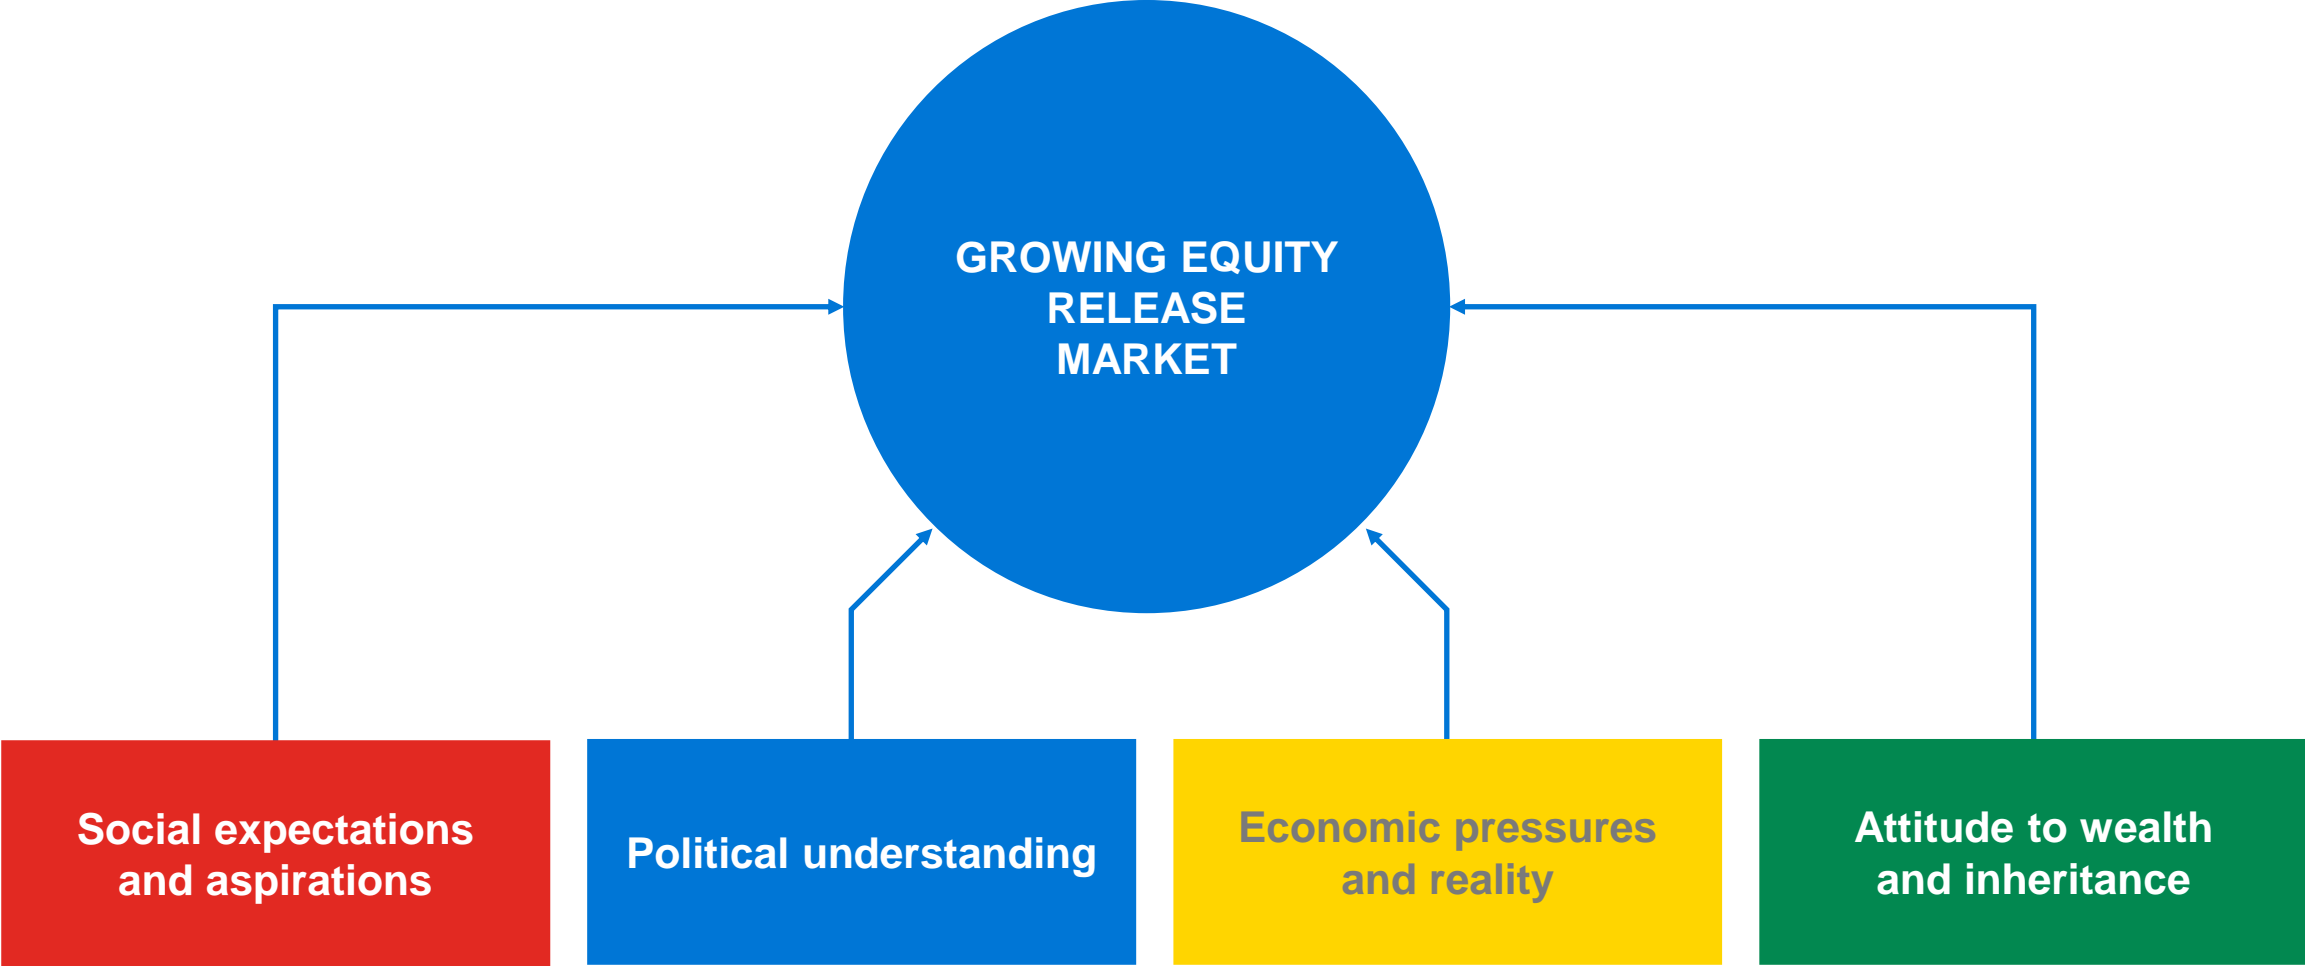 GROWING EQUITY
RELEASE
MARKET
Social expectations
and aspirations
Political understanding
Economic pressures
and reality
Attitude to wealth
and inheritance